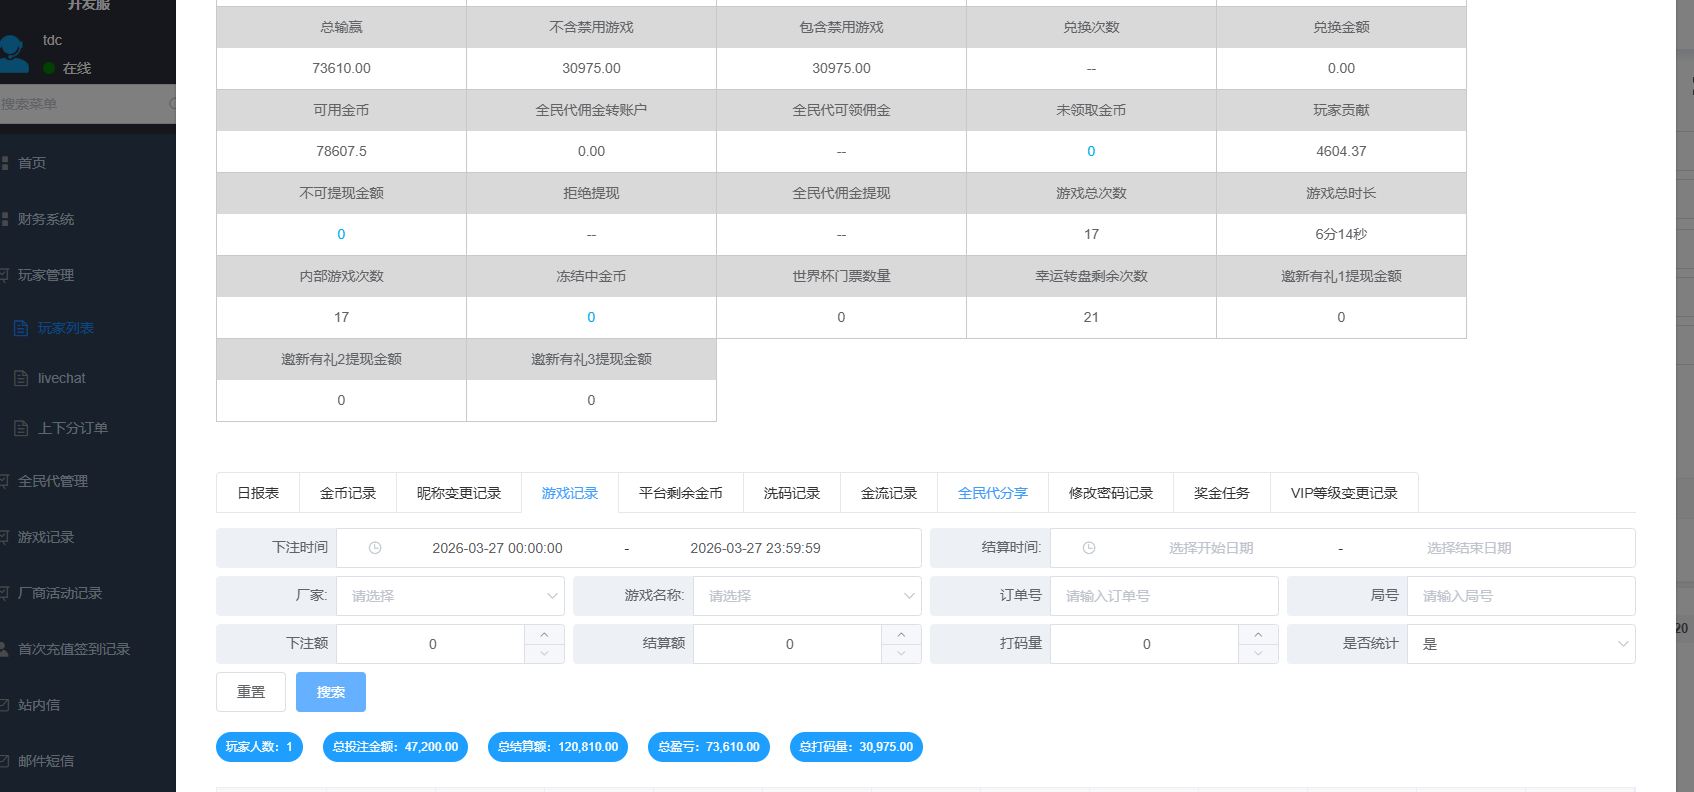 开发服
tdc
在线
搜索菜单
首页
财务系统
玩家管理
玩家列表
livechat
上下分订单
全民代管理
游戏记录
厂商活动记录
首次充值签到记录
站内信
邮件短信
总输赢 不含禁用游戏 包含禁用游戏 兑换次数 兑换金额
73610.00 30975.00 30975.00 -- 0.00
可用金币 全民代佣金转账户 全民代可领佣金 未领取金币 玩家贡献
78607.5 0.00 -- 0 4604.37
不可提现金额 拒绝提现 全民代佣金提现 游戏总次数 游戏总时长
0 -- -- 17 6分14秒
内部游戏次数 冻结中金币 世界杯门票数量 幸运转盘剩余次数 邀新有礼1提现金额
17 0 0 21 0
邀新有礼2提现金额 邀新有礼3提现金额
0 0
日报表 金币记录 昵称变更记录 游戏记录 平台剩余金币 洗码记录 金流记录 全民代分享 修改密码记录 奖金任务 VIP等级变更记录
下注时间 2026-03-27 00:00:00 - 2026-03-27 23:59:59 结算时间: 选择开始日期 - 选择结束日期
厂家: 请选择 游戏名称: 请选择 订单号 请输入订单号 局号 请输入局号
下注额 0 结算额 0 打码量 0 是否统计 是
重置 搜索
玩家人数：1 总投注金额：47,200.00 总结算额：120,810.00 总盈亏：73,610.00 总打码量：30,975.00
20